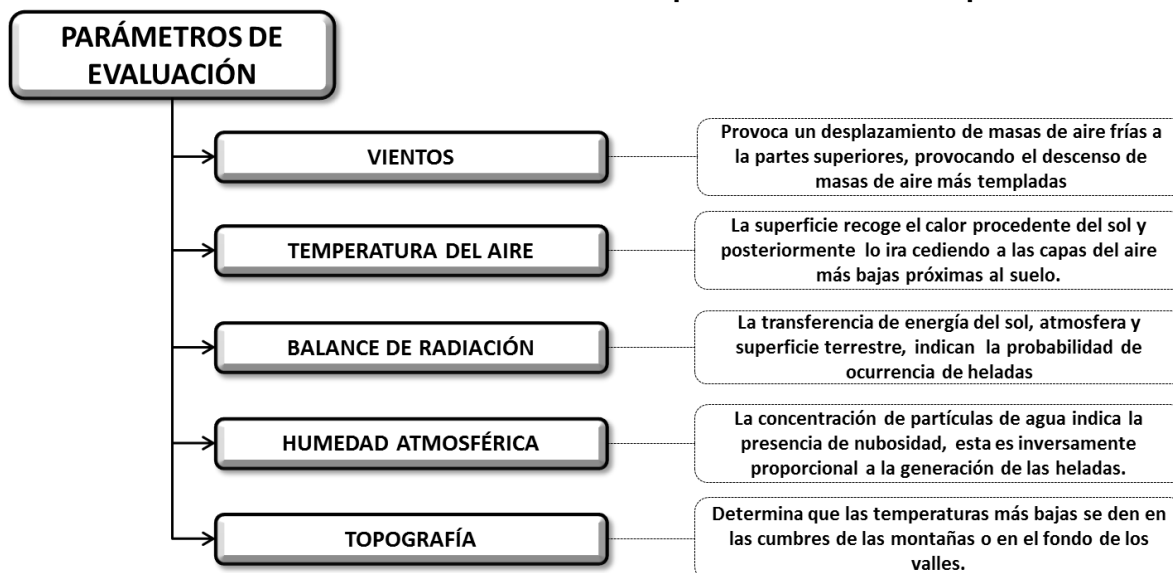 PARÁMETROS DE
EVALUACIÓN
VIENTOS
Provoca un desplazamiento de masas de aire frías a
la partes superiores, provocando el descenso de
masas de aire más templadas
TEMPERATURA DEL AIRE
La superficie recoge el calor procedente del sol y
posteriormente lo ira cediendo a las capas del aire
más bajas próximas al suelo.
BALANCE DE RADIACIÓN
La transferencia de energía del sol, atmosfera y
superficie terrestre, indican la probabilidad de
ocurrencia de heladas
HUMEDAD ATMOSFÉRICA
La concentración de partículas de agua indica la
presencia de nubosidad, esta es inversamente
proporcional a la generación de las heladas.
TOPOGRAFÍA
Determina que las temperaturas más bajas se den en
las cumbres de las montañas o en el fondo de los
valles.